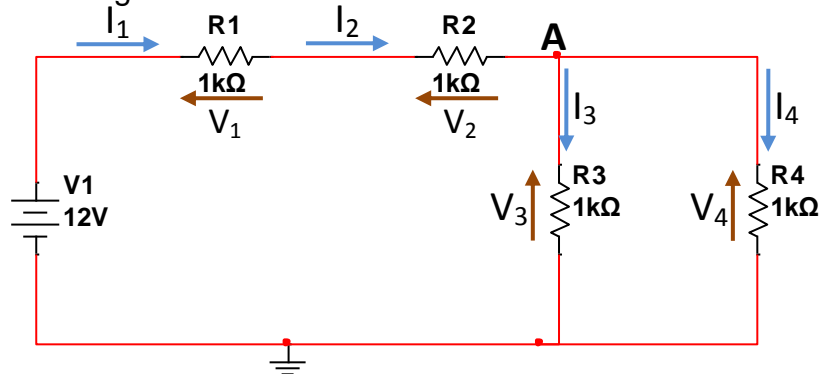 I₁
R1
I₂
R2
A
1kΩ
1kΩ
V₁
V₂
I₃
I₄
V1
12V
V₃
R3
1kΩ
V₄
R4
1kΩ